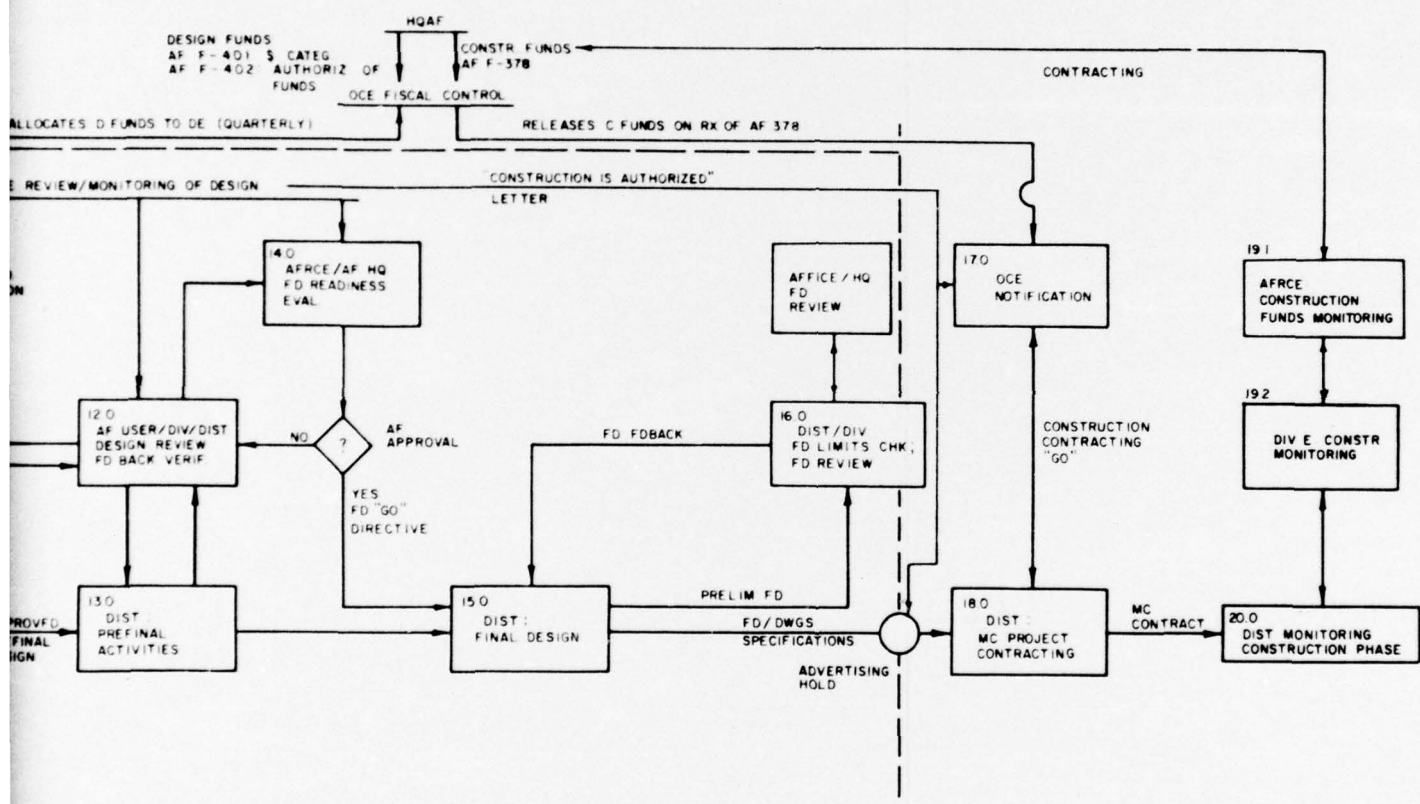 HQAF
DESIGN FUNDS
AF F-401 $ CATEG
AF F-402 AUTHORIZ OF
FUNDS
CONSTR FUNDS
AF F-378
CONTRACTING
OCE FISCAL CONTROL
ALLOCATES D FUNDS TO DE (QUARTERLY)
RELEASES C FUNDS ON RX OF AF 378
E REVIEW/MONITORING OF DESIGN
"CONSTRUCTION IS AUTHORIZED"
LETTER
14.0
AFRCE/AF HQ
FD READINESS
EVAL
AFFICE/HQ
FD
REVIEW
17.0
OCE
NOTIFICATION
19.1
AFRCE
CONSTRUCTION
FUNDS MONITORING
ON
12.0
AF USER/DIV/DIST
DESIGN REVIEW
FD BACK VERIF
NO
?
AF
APPROVAL
YES
FD "GO"
DIRECTIVE
FD FDBACK
16.0
DIST/DIV
FD LIMITS CHK;
FD REVIEW
CONSTRUCTION
CONTRACTING
"GO"
19.2
DIV E CONSTR
MONITORING
PROVED
EFINAL
SIGN
13.0
DIST:
PREFINAL
ACTIVITIES
15.0
DIST:
FINAL DESIGN
PRELIM FD
FD/DWGS
SPECIFICATIONS
ADVERTISING
HOLD
18.0
DIST:
MC PROJECT
CONTRACTING
MC
CONTRACT
20.0
DIST MONITORING
CONSTRUCTION PHASE